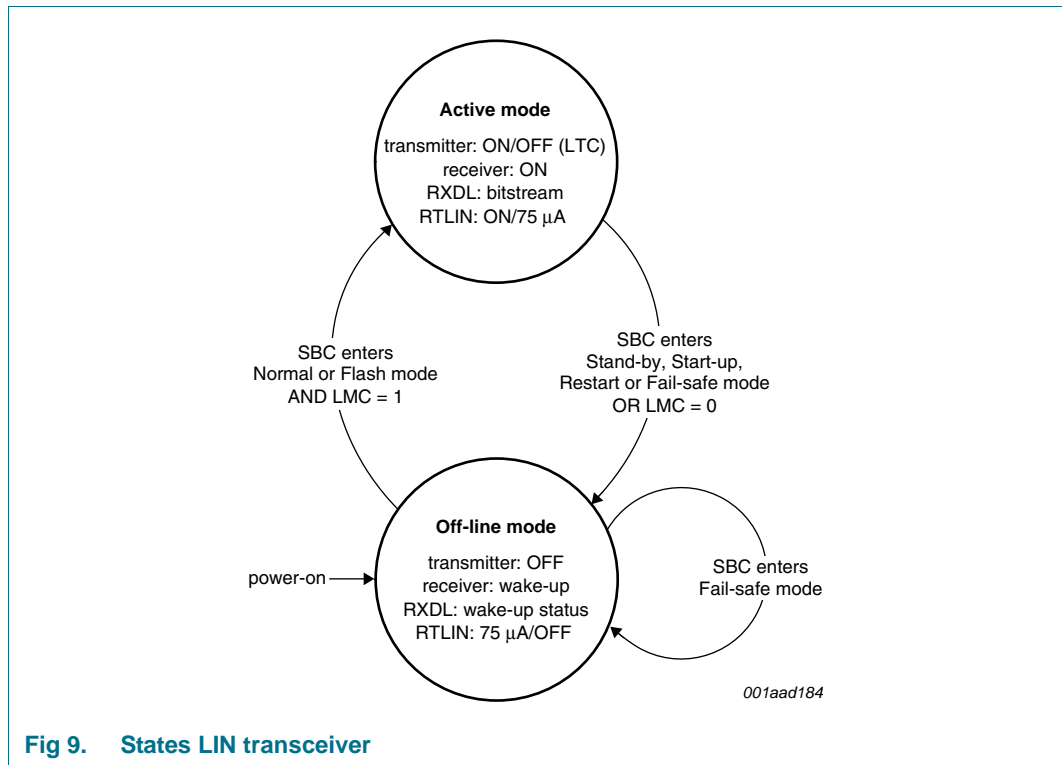 Active mode
transmitter: ON/OFF (LTC)
receiver: ON
RXDL: bitstream
RTLIN: ON/75 μA
SBC enters
Normal or Flash mode
AND LMC = 1
SBC enters
Stand-by, Start-up,
Restart or Fail-safe mode
OR LMC = 0
Off-line mode
transmitter: OFF
receiver: wake-up
RXDL: wake-up status
RTLIN: 75 μA/OFF
power-on
SBC enters
Fail-safe mode
001aad184
Fig 9. States LIN transceiver